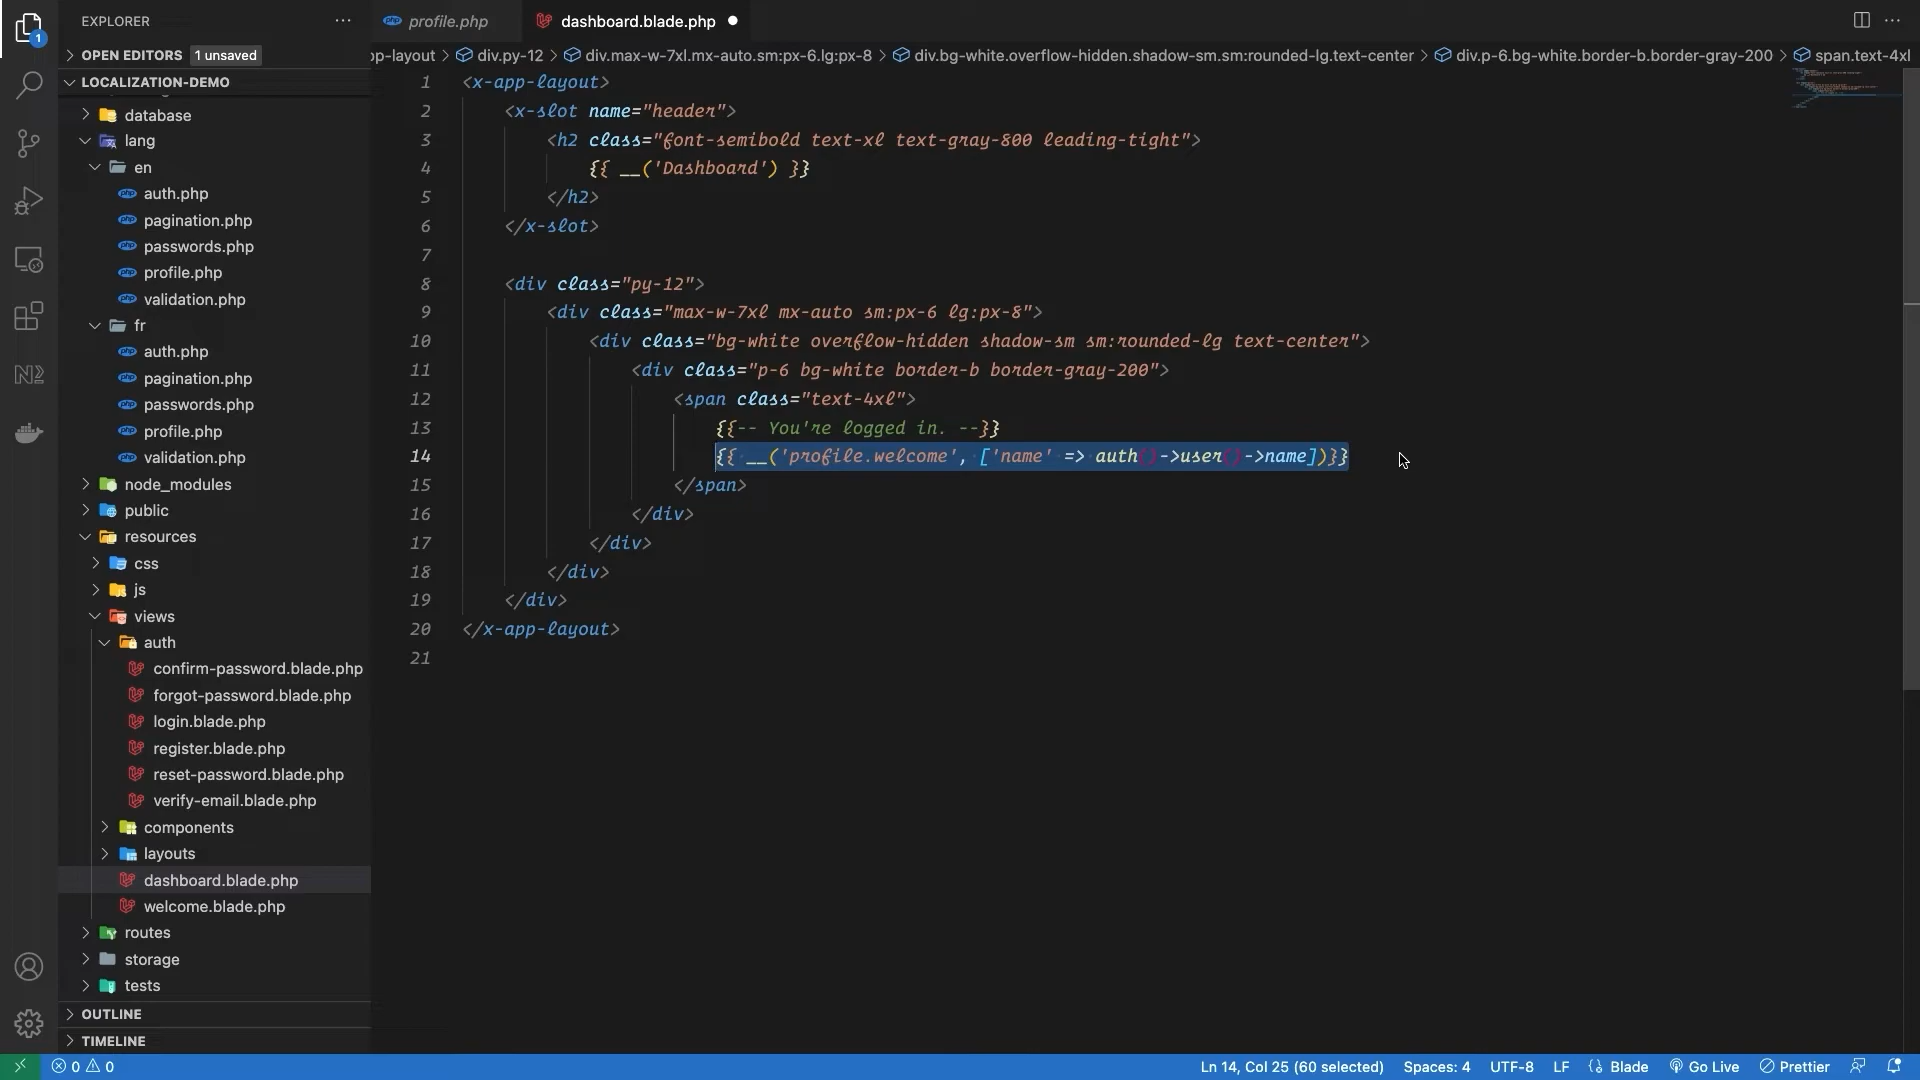 EXPLORER
OPEN EDITORS 1 unsaved
LOCALIZATION-DEMO
database
lang
en
auth.php
pagination.php
passwords.php
profile.php
validation.php
fr
auth.php
pagination.php
passwords.php
profile.php
validation.php
node_modules
public
resources
css
js
views
auth
confirm-password.blade.php
forgot-password.blade.php
login.blade.php
register.blade.php
reset-password.blade.php
verify-email.blade.php
components
layouts
dashboard.blade.php
welcome.blade.php
routes
storage
tests
OUTLINE
TIMELINE
1
profile.php dashboard.blade.php
pp-layout > div.py-12 > div.max-w-7xl.mx-auto.sm:px-6.lg:px-8 > div.bg-white.overflow-hidden.shadow-sm.sm:rounded-lg.text-center > div.p-6.bg-white.border-b.border-gray-200 > span.text-4xl
1 <x-app-layout>
2 <x-slot name="header">
3 <h2 class="font-semibold text-xl text-gray-800 leading-tight">
4 {{ __('Dashboard') }}
5 </h2>
6 </x-slot>
7
8 <div class="py-12">
9 <div class="max-w-7xl mx-auto sm:px-6 lg:px-8">
10 <div class="bg-white overflow-hidden shadow-sm sm:rounded-lg text-center">
11 <div class="p-6 bg-white border-b border-gray-200">
12 <span class="text-4xl">
13 {{-- You're logged in. --}}
14 {{ __('profile.welcome', ['name' => auth()->user()->name])}}
15 </span>
16 </div>
17 </div>
18 </div>
19 </div>
20 </x-app-layout>
21
0 0 Ln 14, Col 25 (60 selected) Spaces: 4 UTF-8 LF Blade Go Live Prettier